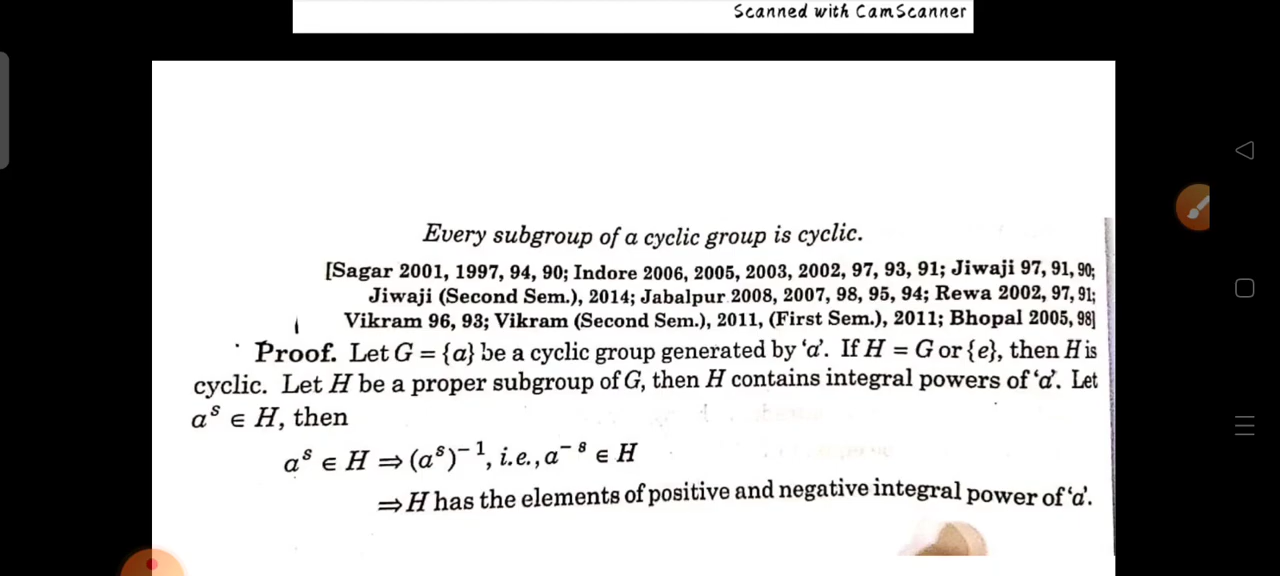 Scanned with CamScanner
Every subgroup of a cyclic group is cyclic.
[Sagar 2001, 1997, 94, 90; Indore 2006, 2005, 2003, 2002, 97, 93, 91; Jiwaji 97, 91, 90;
Jiwaji (Second Sem.), 2014; Jabalpur 2008, 2007, 98, 95, 94; Rewa 2002, 97, 91;
Vikram 96, 93; Vikram (Second Sem.), 2011, (First Sem.), 2011; Bhopal 2005, 98]
Proof. Let G = {a} be a cyclic group generated by ‘a’. If H = G or {e}, then H is
cyclic. Let H be a proper subgroup of G, then H contains integral powers of ‘a’. Let
aˢ ∈ H, then
aˢ ∈ H ⇒ (aˢ)⁻¹, i.e., a⁻ˢ ∈ H
⇒ H has the elements of positive and negative integral power of ‘a’.